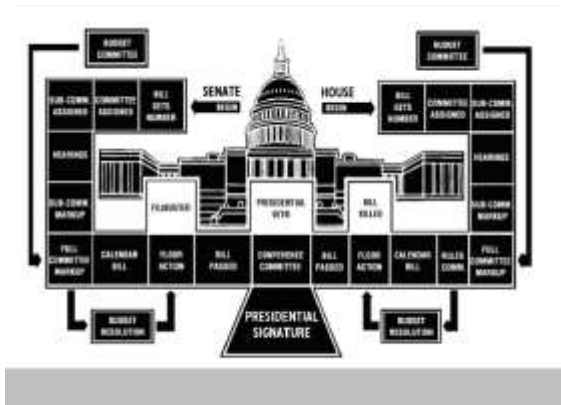 BUDGET
COMMITTEE
BUDGET
COMMITTEE
SENATE
BEGIN
HOUSE
BEGIN
SUB-COMM.
ASSIGNED
COMMITTEE
ASSIGNED
BILL
GETS
NUMBER
BILL
GETS
NUMBER
COMMITTEE
ASSIGNED
SUB-COMM.
ASSIGNED
HEARINGS
HEARINGS
SUB-COMM.
MARKUP
FILIBUSTER
PRESIDENTIAL
VETO
BILL
KILLED
SUB-COMM.
MARKUP
FULL
COMMITTEE
MARKUP
CALENDAR
BILL
FLOOR
ACTION
BILL
PASSED
CONFERENCE
COMMITTEE
BILL
PASSED
FLOOR
ACTION
CALENDAR
BILL
RULES
COMM.
FULL
COMMITTEE
MARKUP
BUDGET
RESOLUTION
PRESIDENTIAL
SIGNATURE
BUDGET
RESOLUTION